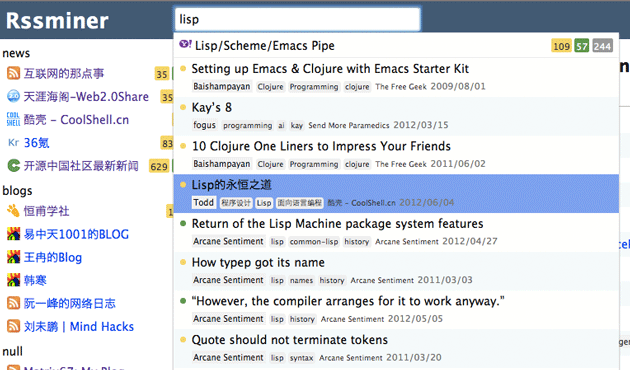 Rssminer
lisp
news
互联网的那点事 35
天涯海阁-Web2.0Share 35
酷壳 - CoolShell.cn
36氪 83
开源中国社区最新新闻 629
blogs
恒甫学社 1
易中天1001的BLOG
王冉的Blog
韩寒
阮一峰的网络日志
刘未鹏 | Mind Hacks
null
Lisp/Scheme/Emacs Pipe 109 57 244
Setting up Emacs & Clojure with Emacs Starter Kit
Baishampayan Clojure Programming clojure The Free Geek 2009/08/01
Kay's 8
fogus programming ai kay Send More Paramedics 2012/03/15
10 Clojure One Liners to Impress Your Friends
Baishampayan Clojure Programming clojure The Free Geek 2011/06/02
Lisp的永恒之道
Todd 程序设计 Lisp 面向语言编程 酷壳 - CoolShell.cn 2012/06/04
Return of the Lisp Machine package system features
Arcane Sentiment lisp common-lisp history Arcane Sentiment 2012/04/27
How typep got its name
Arcane Sentiment lisp names history Arcane Sentiment 2011/03/03
“However, the compiler arranges for it to work anyway.”
Arcane Sentiment lisp history Arcane Sentiment 2012/05/05
Quote should not terminate tokens
Arcane Sentiment lisp syntax Arcane Sentiment 2011/03/20